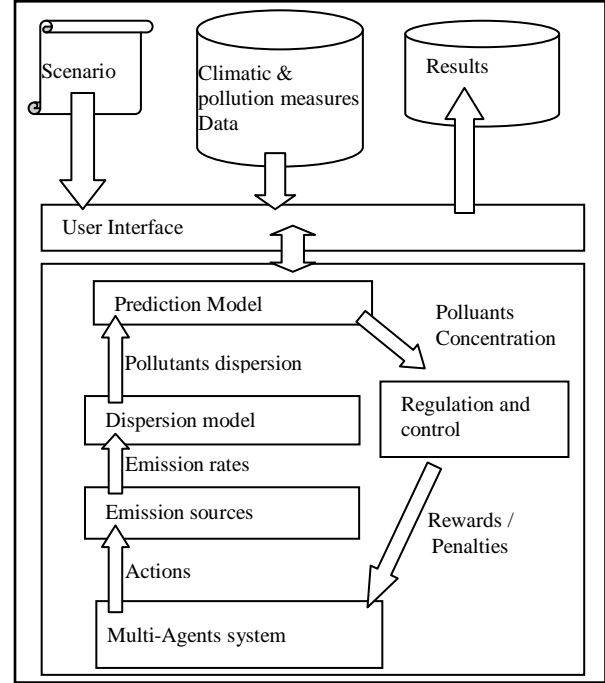 Scenario
Climatic &
pollution measures
Data
Results
User Interface
Prediction Model
Polluants
Concentration
Pollutants dispersion
Regulation and
control
Dispersion model
Emission rates
Emission sources
Rewards /
Penalties
Actions
Multi-Agents system